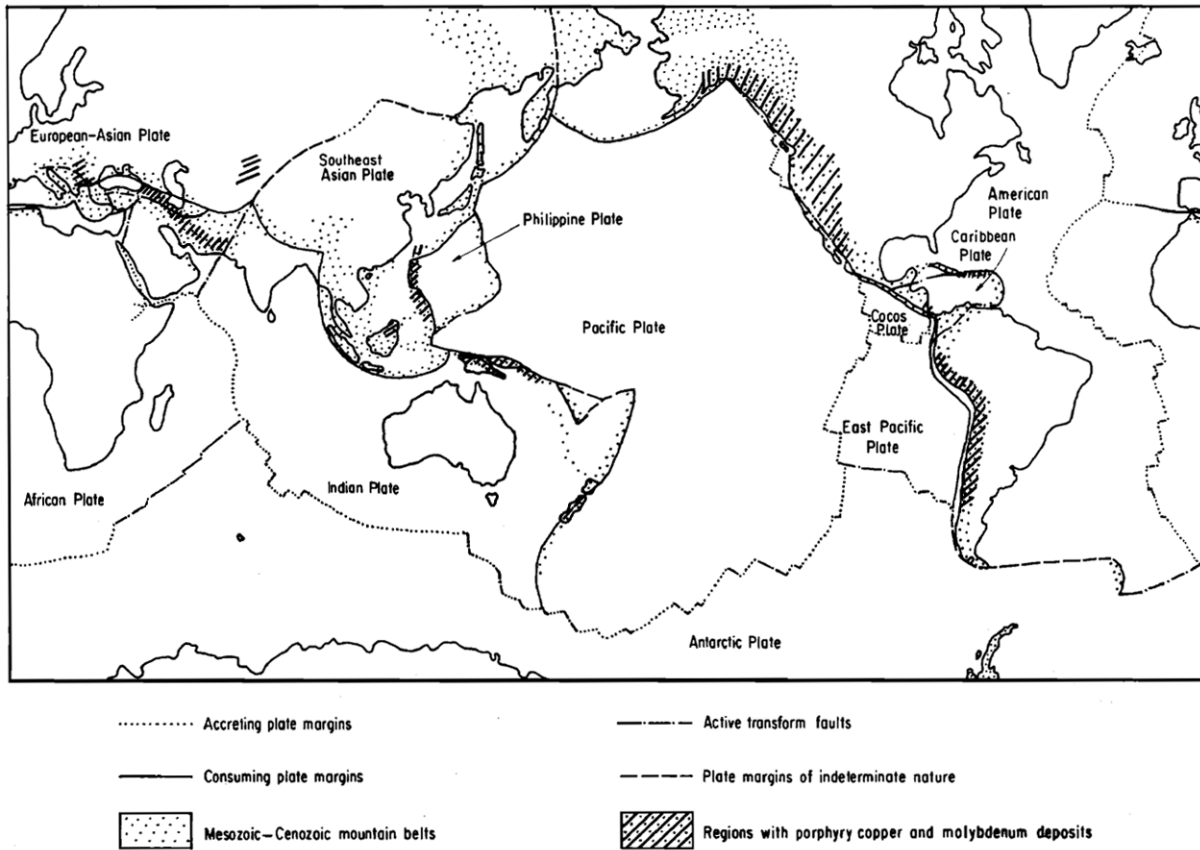 European-Asian Plate
Southeast
Asian Plate
Philippine Plate
American
Plate
Caribbean
Plate
Cocos
Plate
Pacific Plate
East Pacific
Plate
African Plate
Indian Plate
Antarctic Plate
Accreting plate margins
Active transform faults
Consuming plate margins
Plate margins of indeterminate nature
Mesozoic-Cenozoic mountain belts
Regions with porphyry copper and molybdenum deposits